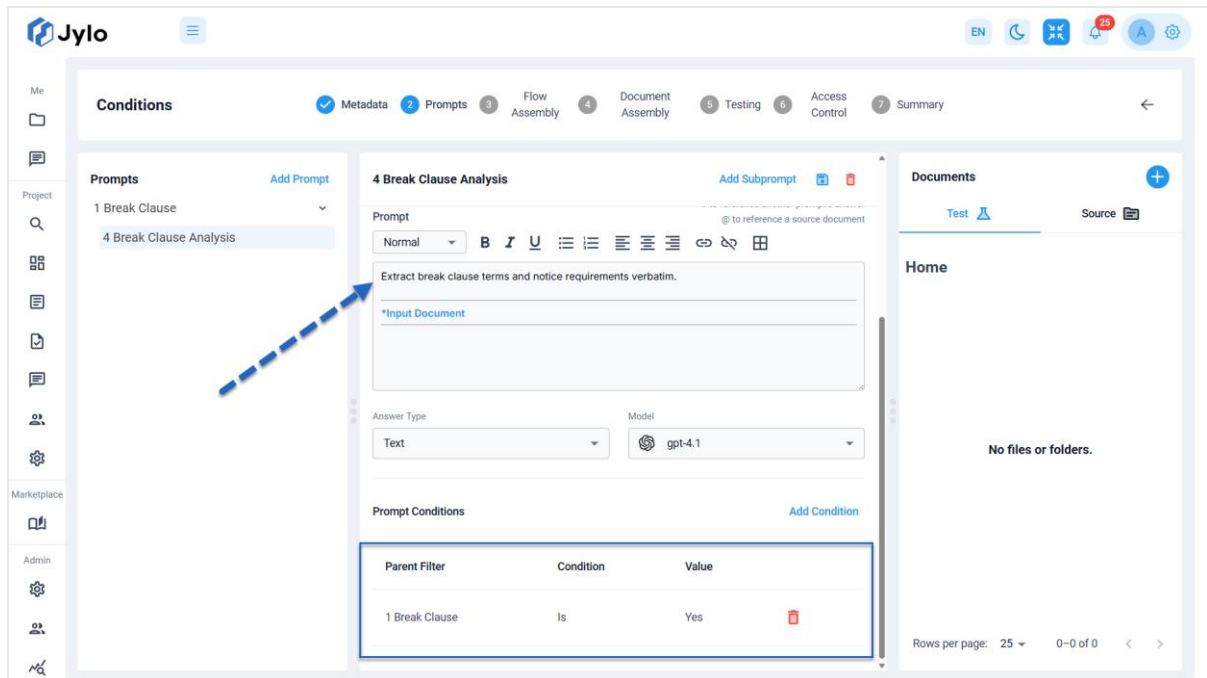 Jylo
EN
25
A
Me
Project
Marketplace
Admin
Conditions
Metadata
2 Prompts
3 Flow Assembly
4 Document Assembly
5 Testing
6 Access Control
7 Summary
Prompts
Add Prompt
1 Break Clause
4 Break Clause Analysis
4 Break Clause Analysis
Add Subprompt
Prompt
@ to reference a source document
Normal
B I U
Extract break clause terms and notice requirements verbatim.
*Input Document
Answer Type
Model
Text
gpt-4.1
Prompt Conditions
Add Condition
Parent Filter Condition Value
1 Break Clause Is Yes
Documents
Test
Source
Home
No files or folders.
Rows per page: 25 0–0 of 0